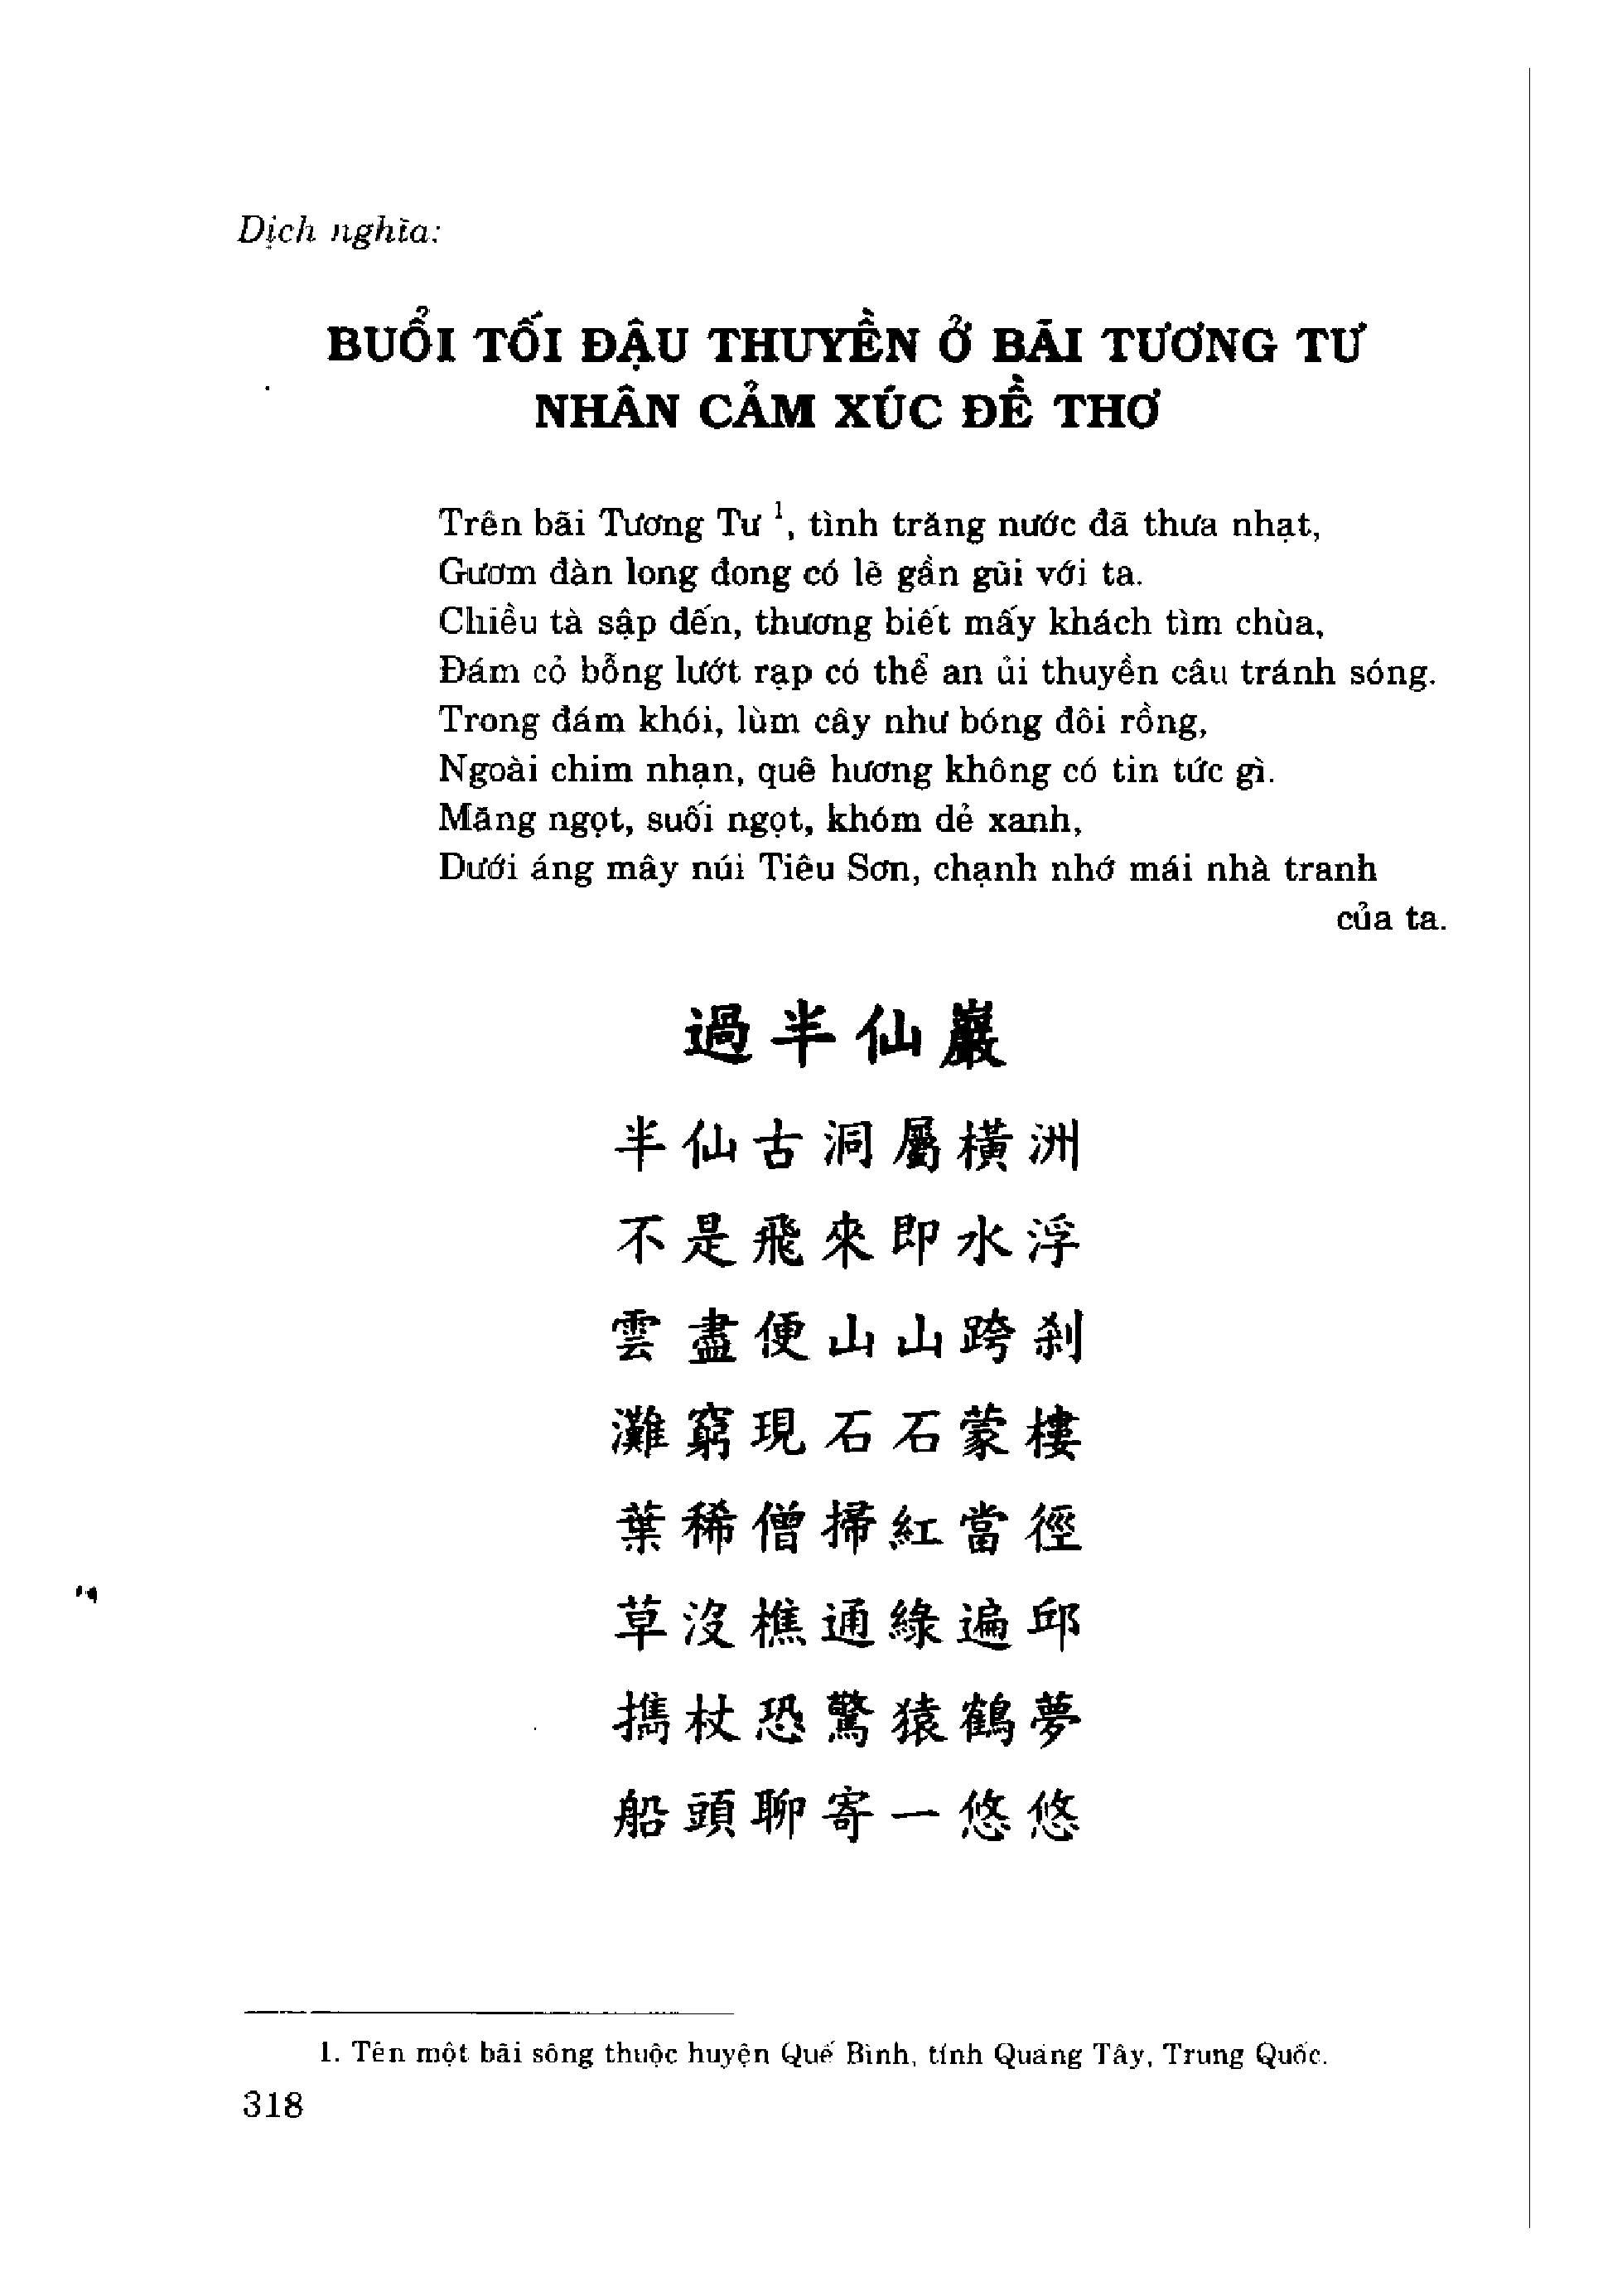 Dịch nghĩa:
BUỔI TỐI ĐẬU THUYỀN Ở BÃI TƯƠNG TƯ
NHÂN CẢM XÚC ĐỀ THƠ
Trên bãi Tương Tư ¹, tình trăng nước đã thưa nhạt,
Gươm đàn long đong có lẽ gần gũi với ta.
Chiều tà sập đến, thương biết mấy khách tìm chùa,
Đám cỏ bỗng lướt rạp có thể an ủi thuyền câu tránh sóng.
Trong đám khói, lùm cây như bóng đôi rồng,
Ngoài chim nhạn, quê hương không có tin tức gì.
Măng ngọt, suối ngọt, khóm dẻ xanh,
Dưới áng mây núi Tiêu Sơn, chạnh nhớ mái nhà tranh
của ta.
過半仙巖
半仙古洞屬橫洲
不是飛來即水浮
雲盡便山山跨剎
灘窮現石石蒙樓
葉稀僧掃紅當徑
草沒樵通綠遍邱
攜杖恐驚猿鶴夢
船頭聊寄一悠悠
1. Tên một bãi sông thuộc huyện Quế Bình, tỉnh Quảng Tây, Trung Quốc.
318